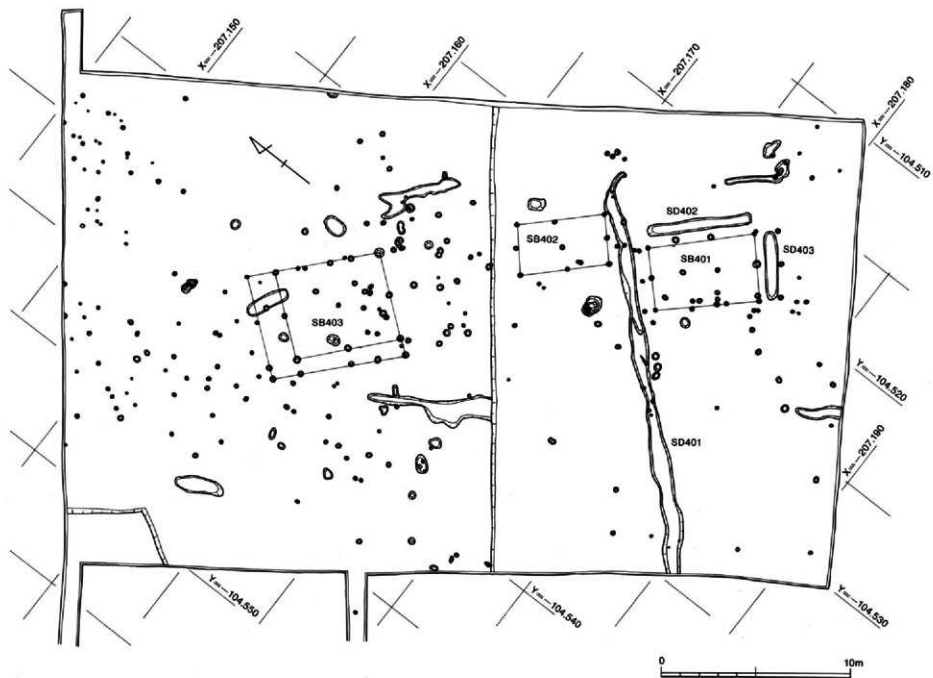 X=-207.150
X=-207.160
X=-207.170
X=-207.180
Y=-104.510
SD402
SB402
SB401
SD403
SB403
Y=-104.520
SD401
X=-207.190
Y=-104.550
Y=-104.540
Y=-104.530
0
10m